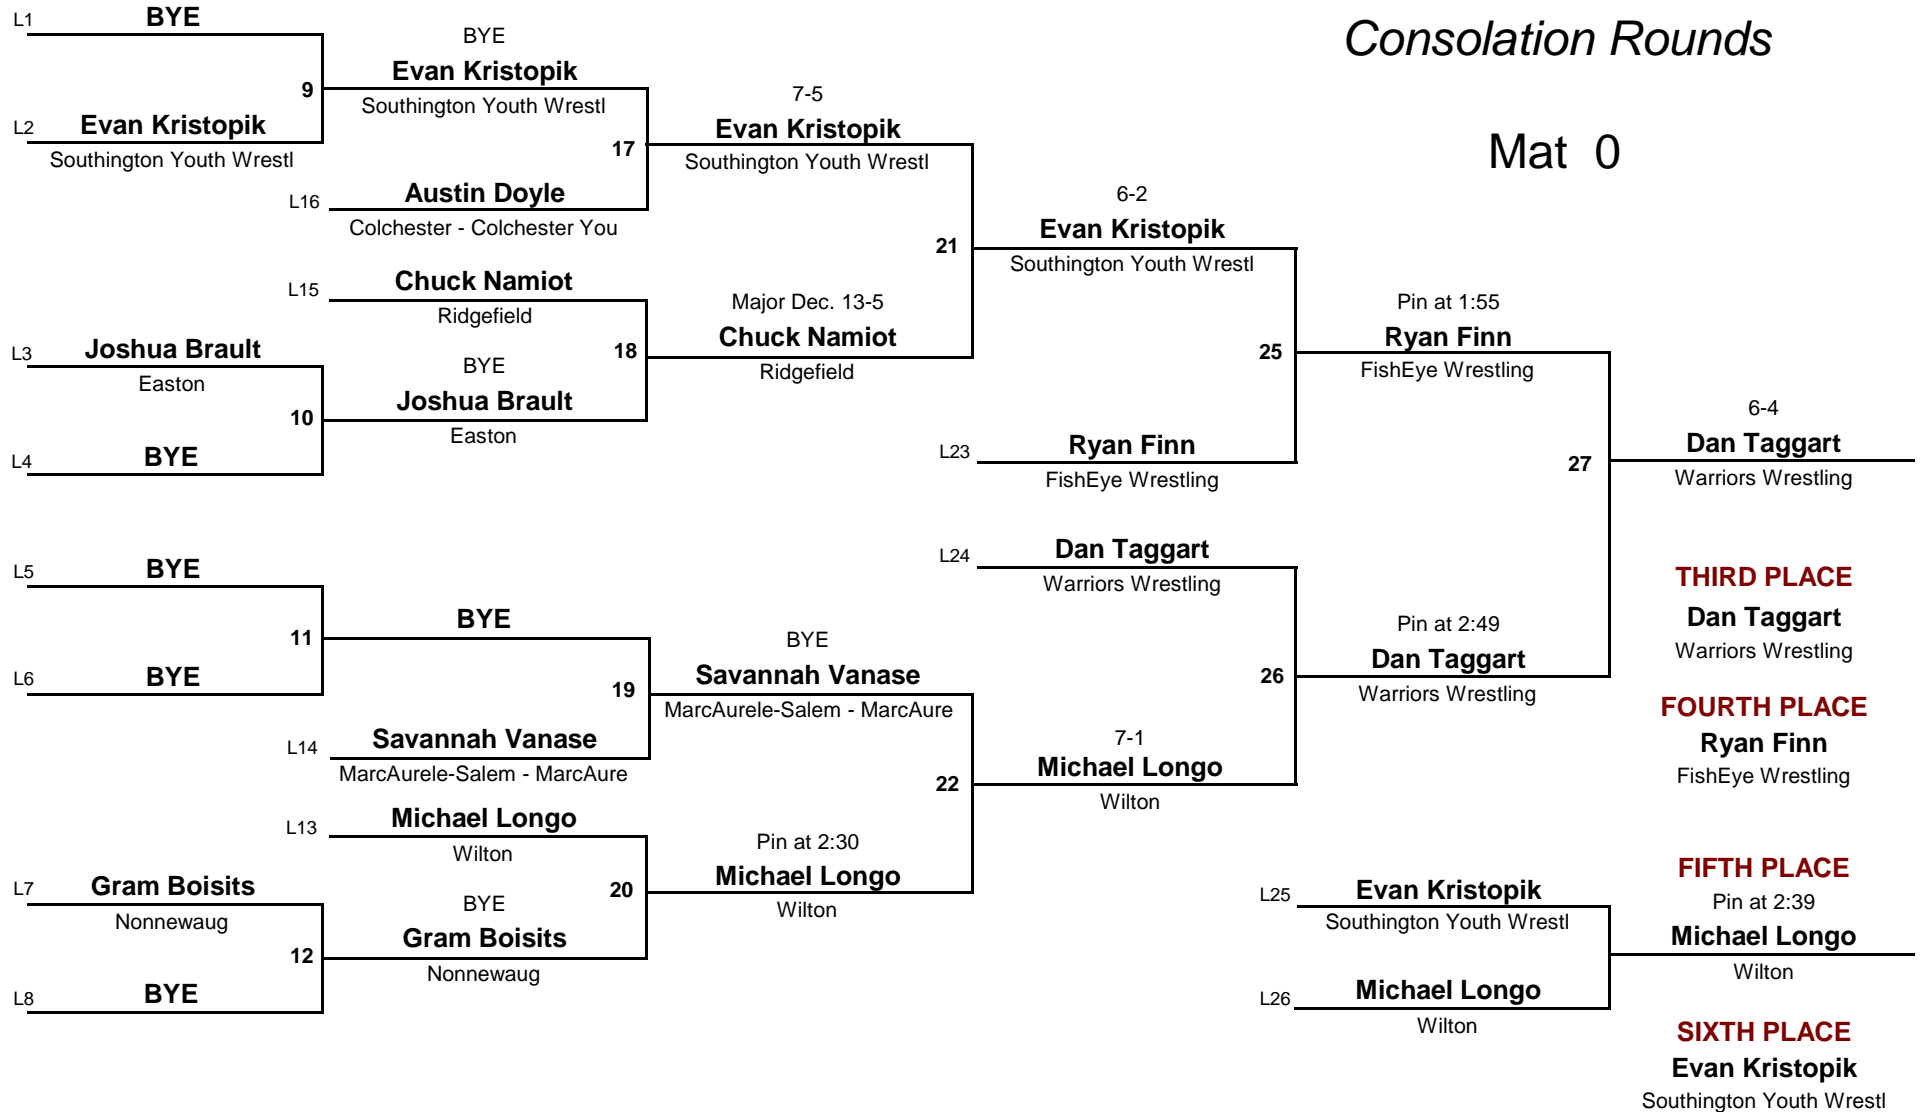 Consolation Rounds
Mat 0
L1 BYE
9
L2 Evan Kristopik
Southington Youth Wrestl
L3 Joshua Brault
Easton
10
L4 BYE
L5 BYE
11
L6 BYE
L7 Gram Boisits
Nonnewaug
12
L8 BYE
BYE
Evan Kristopik
Southington Youth Wrestl
17
L16 Austin Doyle
Colchester - Colchester You
L15 Chuck Namiot
Ridgefield
18
BYE
Joshua Brault
Easton
BYE
19
L14 Savannah Vanase
MarcAurele-Salem - MarcAure
L13 Michael Longo
Wilton
20
BYE
Gram Boisits
Nonnewaug
7-5
Evan Kristopik
Southington Youth Wrestl
21
Major Dec. 13-5
Chuck Namiot
Ridgefield
BYE
Savannah Vanase
MarcAurele-Salem - MarcAure
22
Pin at 2:30
Michael Longo
Wilton
6-2
Evan Kristopik
Southington Youth Wrestl
25
L23 Ryan Finn
FishEye Wrestling
L24 Dan Taggart
Warriors Wrestling
26
7-1
Michael Longo
Wilton
Pin at 1:55
Ryan Finn
FishEye Wrestling
27
Pin at 2:49
Dan Taggart
Warriors Wrestling
6-4
Dan Taggart
Warriors Wrestling
THIRD PLACE
Dan Taggart
Warriors Wrestling
FOURTH PLACE
Ryan Finn
FishEye Wrestling
L25 Evan Kristopik
Southington Youth Wrestl
L26 Michael Longo
Wilton
FIFTH PLACE
Pin at 2:39
Michael Longo
Wilton
SIXTH PLACE
Evan Kristopik
Southington Youth Wrestl